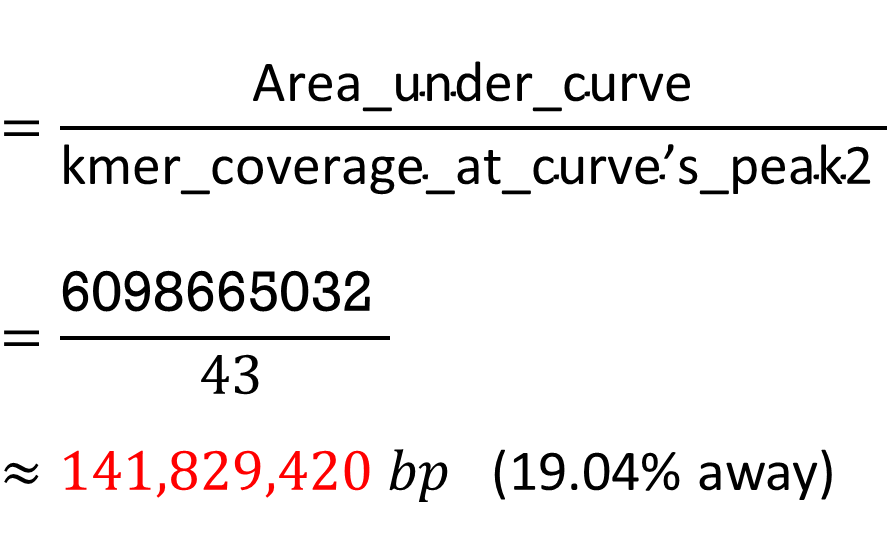 Area_under_curve
=
kmer_coverage_at_curve’s_peak2
6098665032
=
43
≈ 141,829,420 bp (19.04% away)